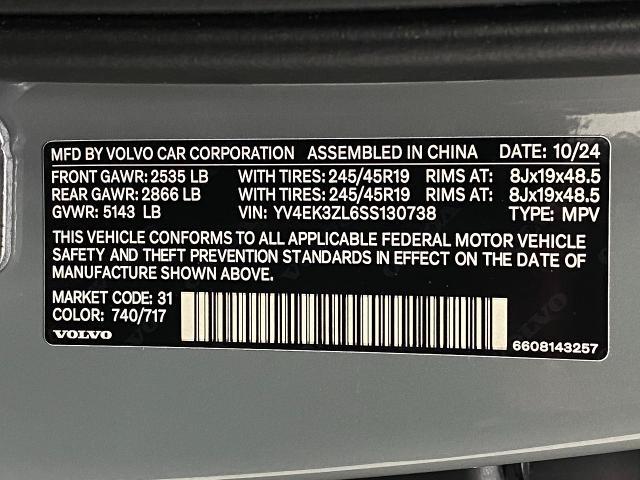 MFD BY VOLVO CAR CORPORATION ASSEMBLED IN CHINA DATE: 10/24
FRONT GAWR: 2535 LB WITH TIRES: 245/45R19 RIMS AT: 8Jx19x48.5
REAR GAWR: 2866 LB WITH TIRES: 245/45R19 RIMS AT: 8Jx19x48.5
GVWR: 5143 LB VIN: YV4EK3ZL6SS130738 TYPE: MPV
THIS VEHICLE CONFORMS TO ALL APPLICABLE FEDERAL MOTOR VEHICLE
SAFETY AND THEFT PREVENTION STANDARDS IN EFFECT ON THE DATE OF
MANUFACTURE SHOWN ABOVE.
MARKET CODE: 31
COLOR: 740/717
VOLVO
6608143257